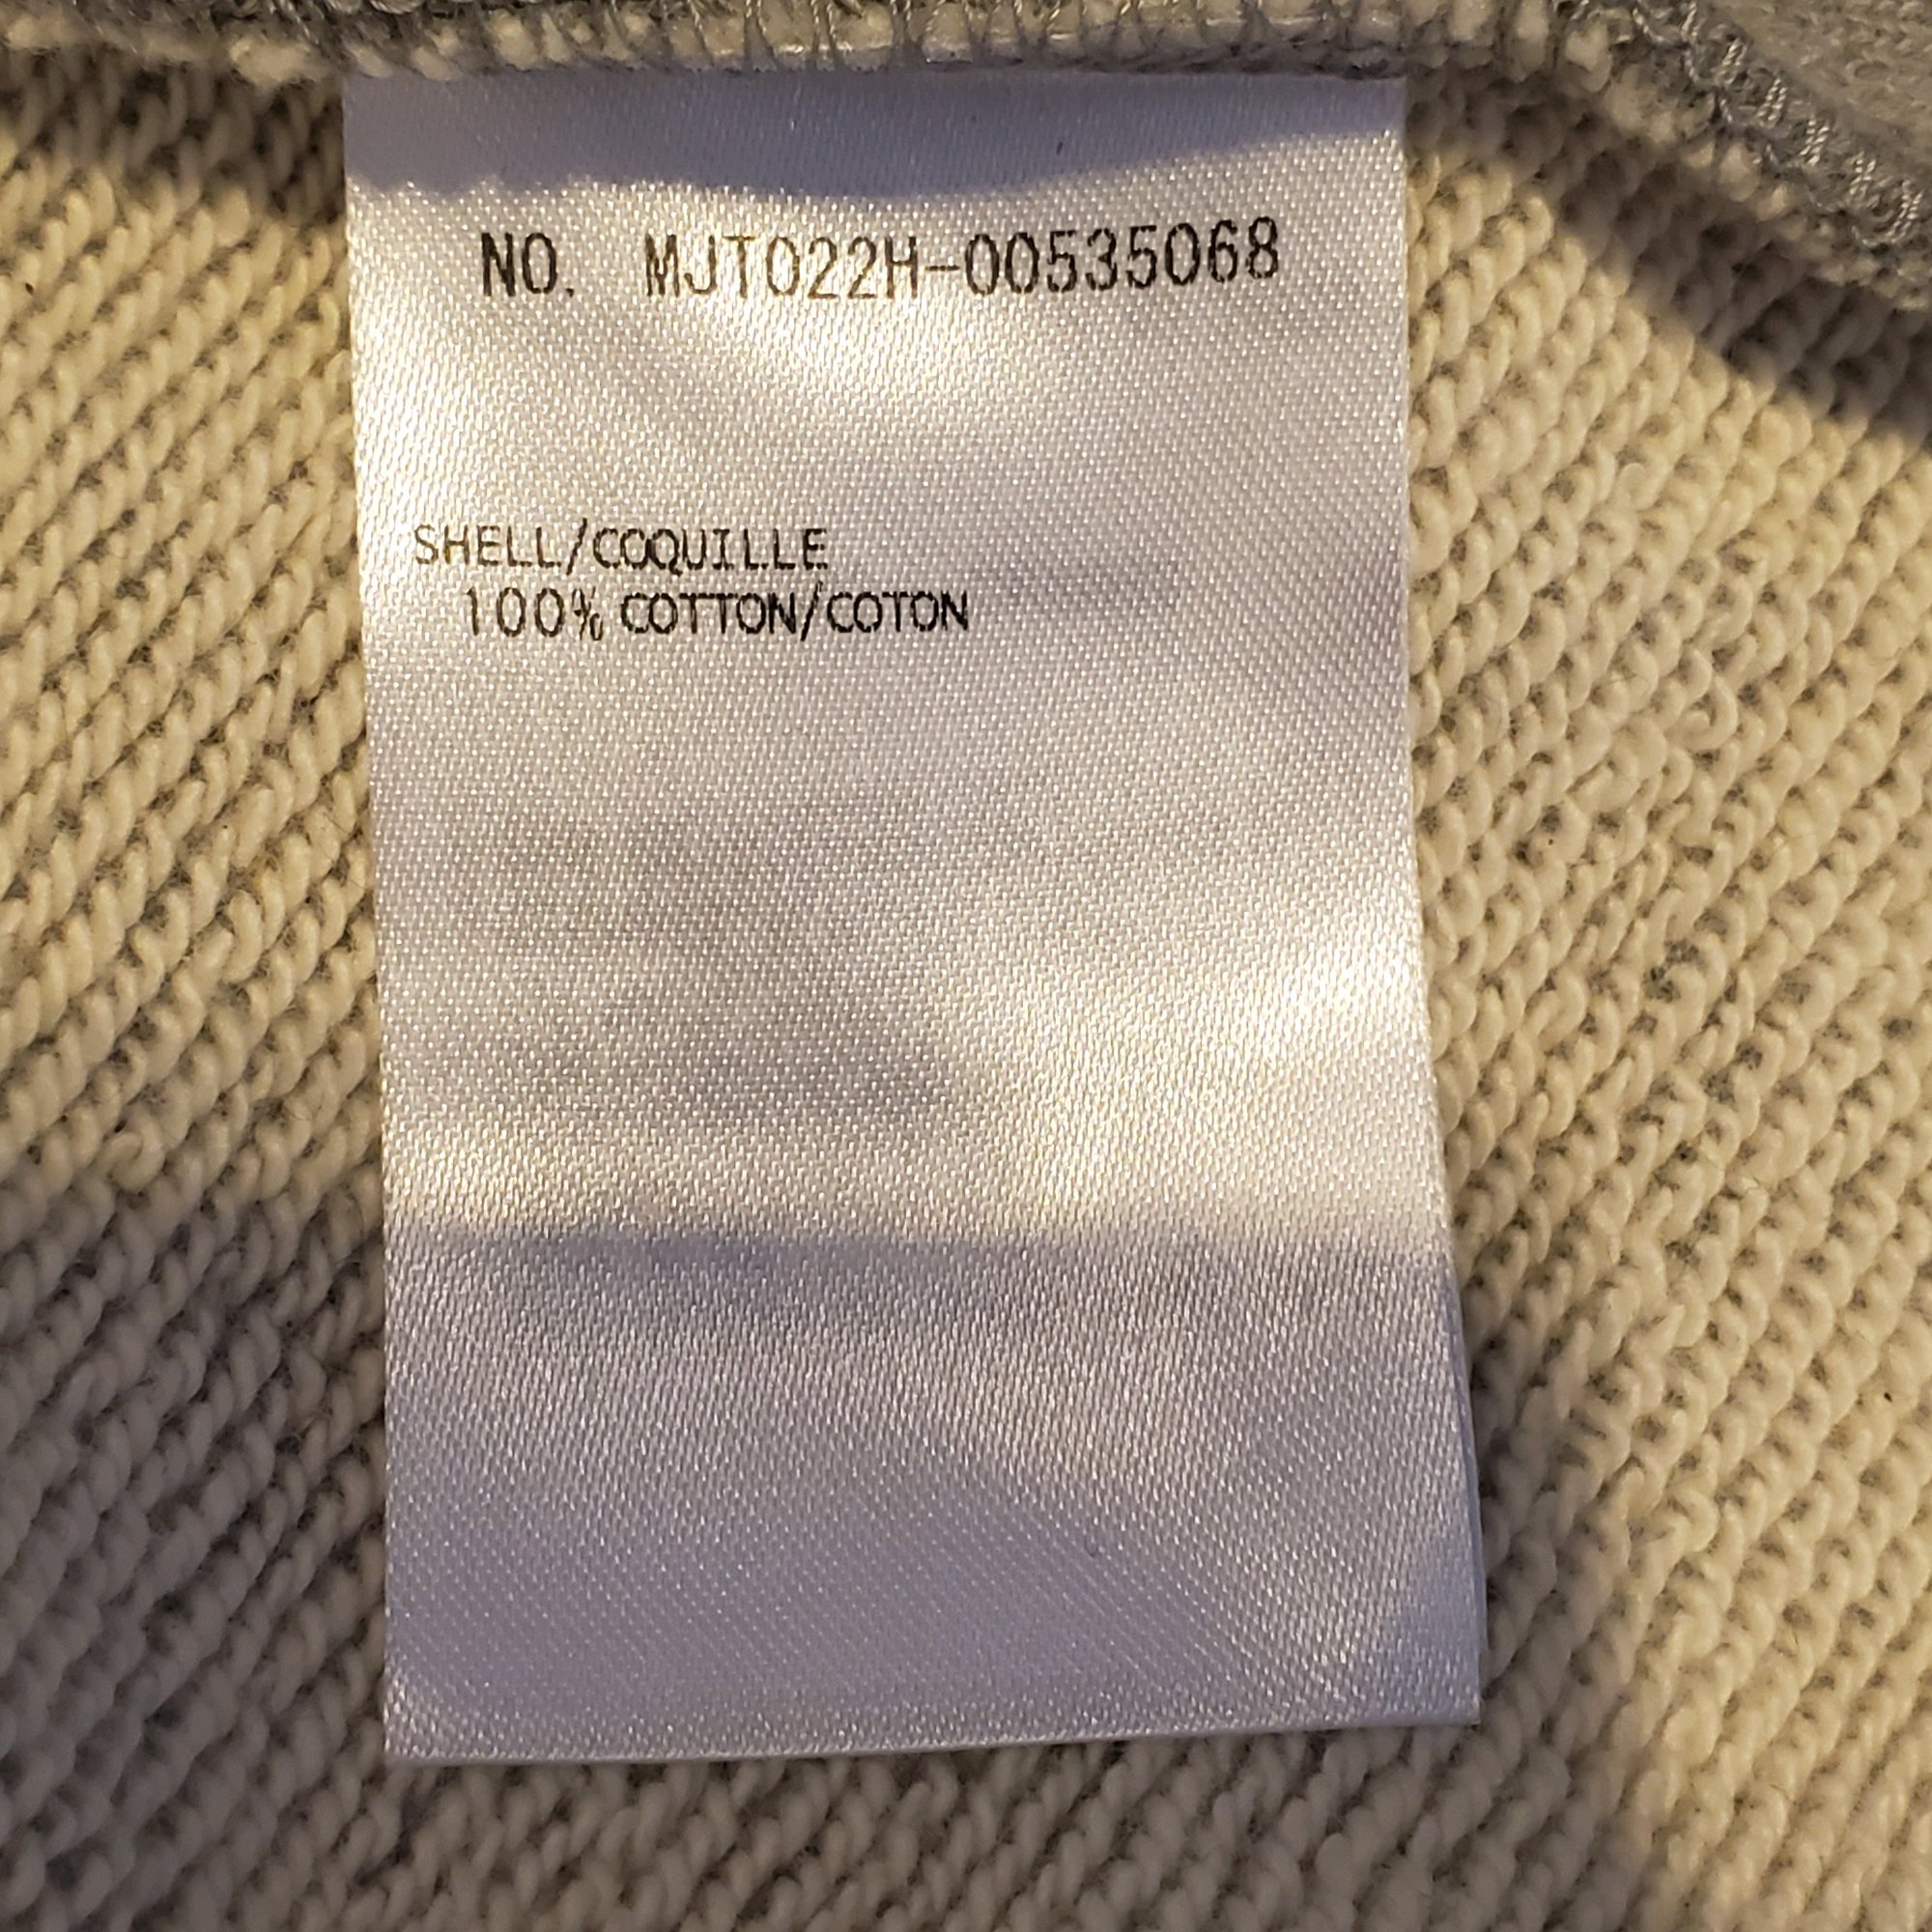 NO. MJT022H-00535068
SHELL/COQUILLE
100% COTTON/COTON